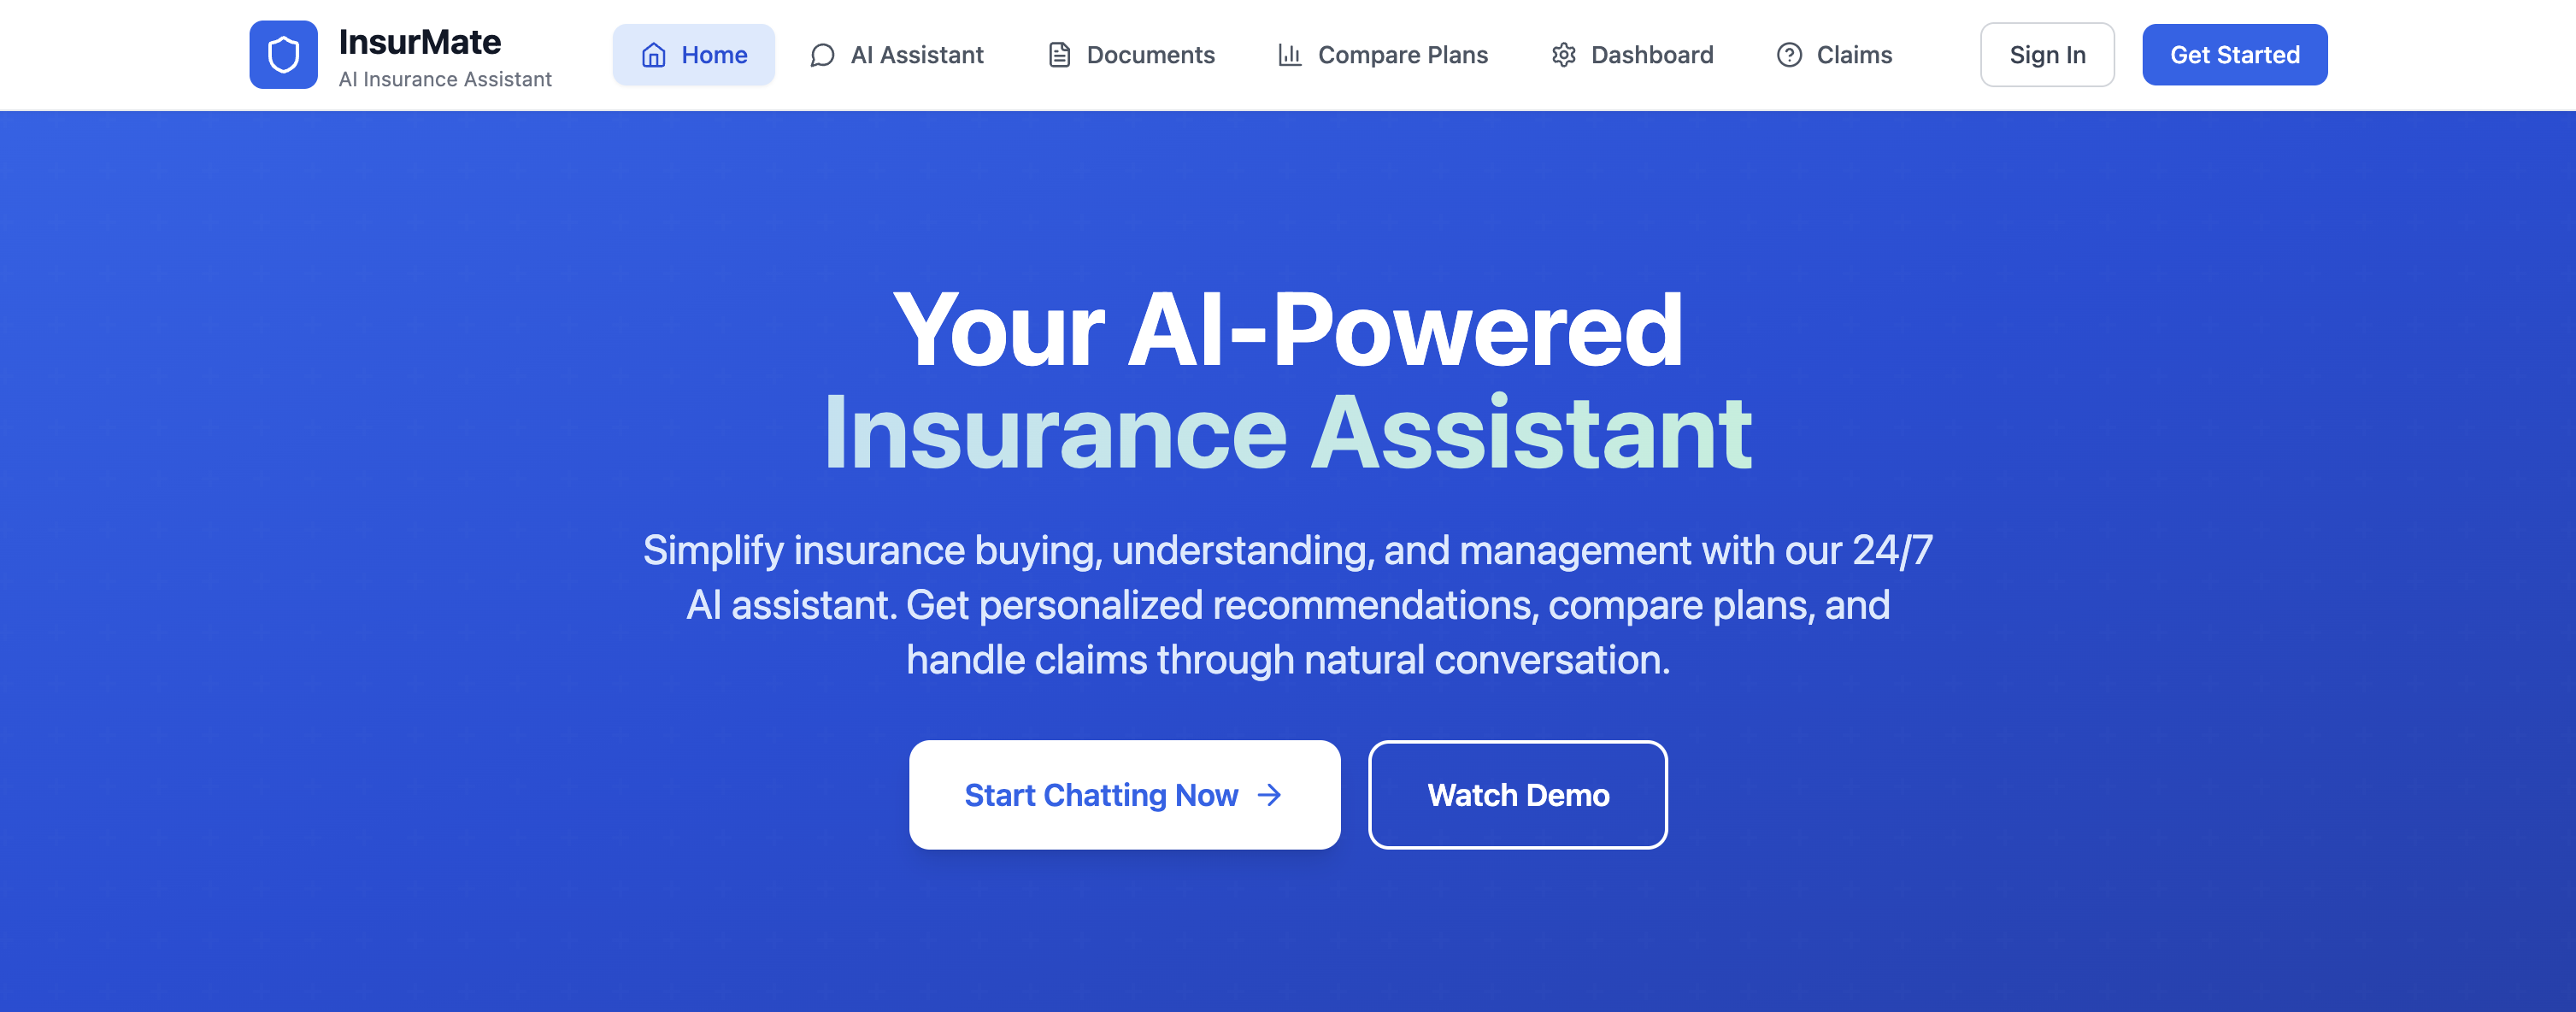 InsurMate
AI Insurance Assistant
Home
AI Assistant
Documents
Compare Plans
Dashboard
Claims
Sign In
Get Started
Your AI-Powered
Insurance Assistant
Simplify insurance buying, understanding, and management with our 24/7
AI assistant. Get personalized recommendations, compare plans, and
handle claims through natural conversation.
Start Chatting Now
Watch Demo